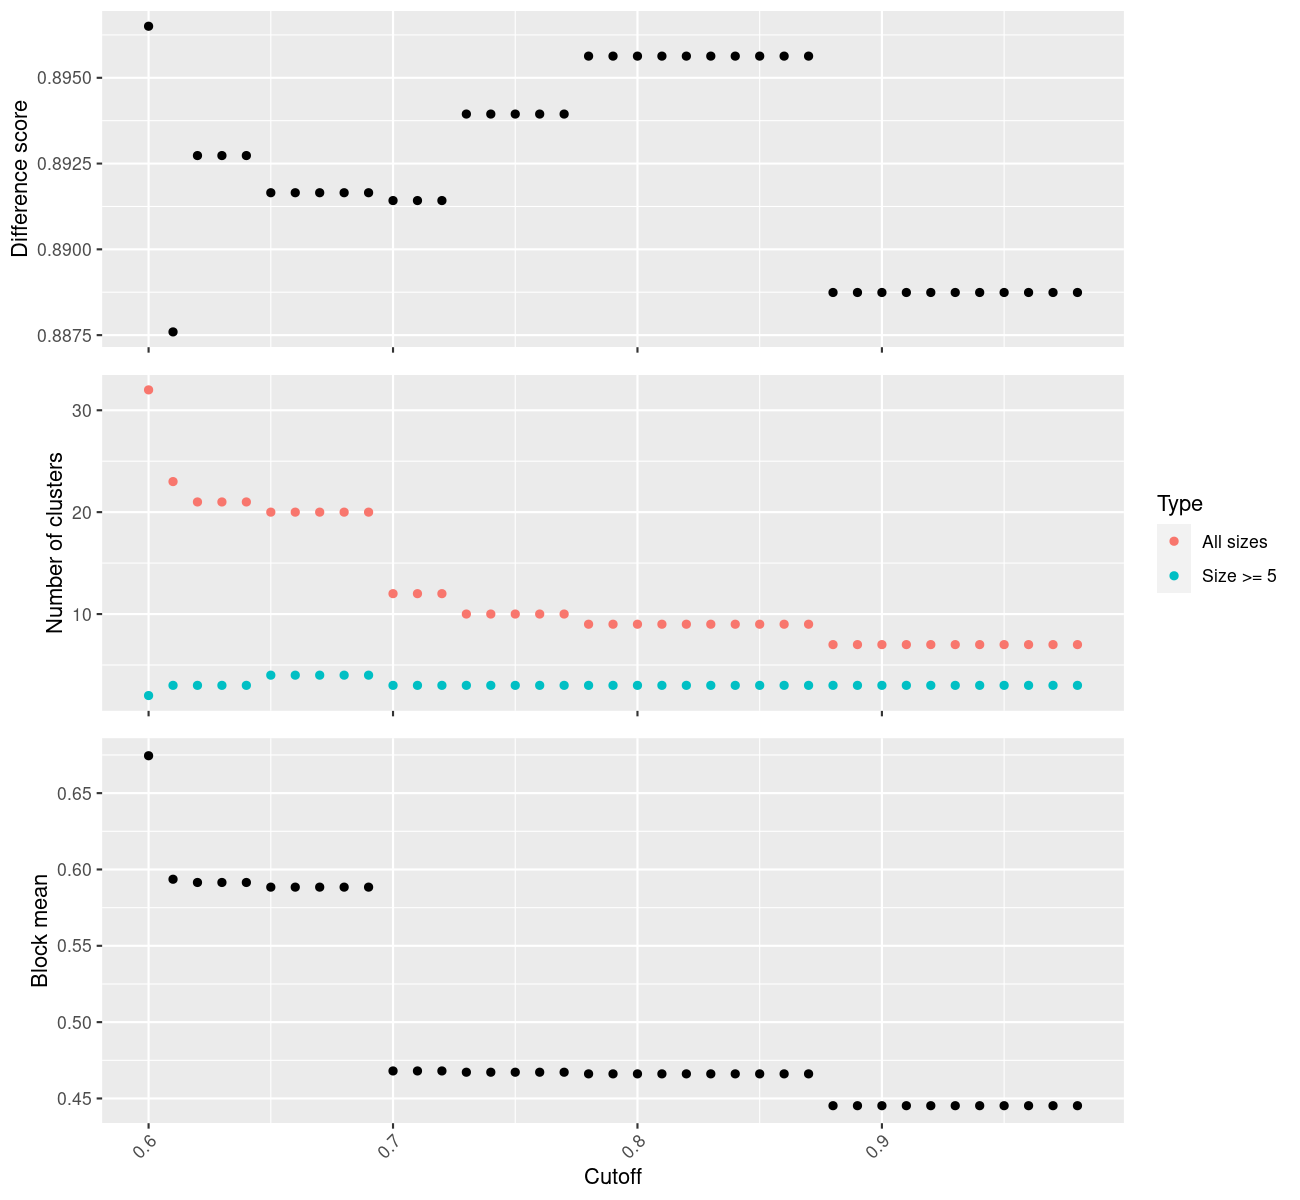 Difference score
0.8950
0.8925
0.8900
0.8875
Number of clusters
30
20
10
Type
All sizes
Size >= 5
Block mean
0.65
0.60
0.55
0.50
0.45
0.6 0.7 0.8 0.9
Cutoff